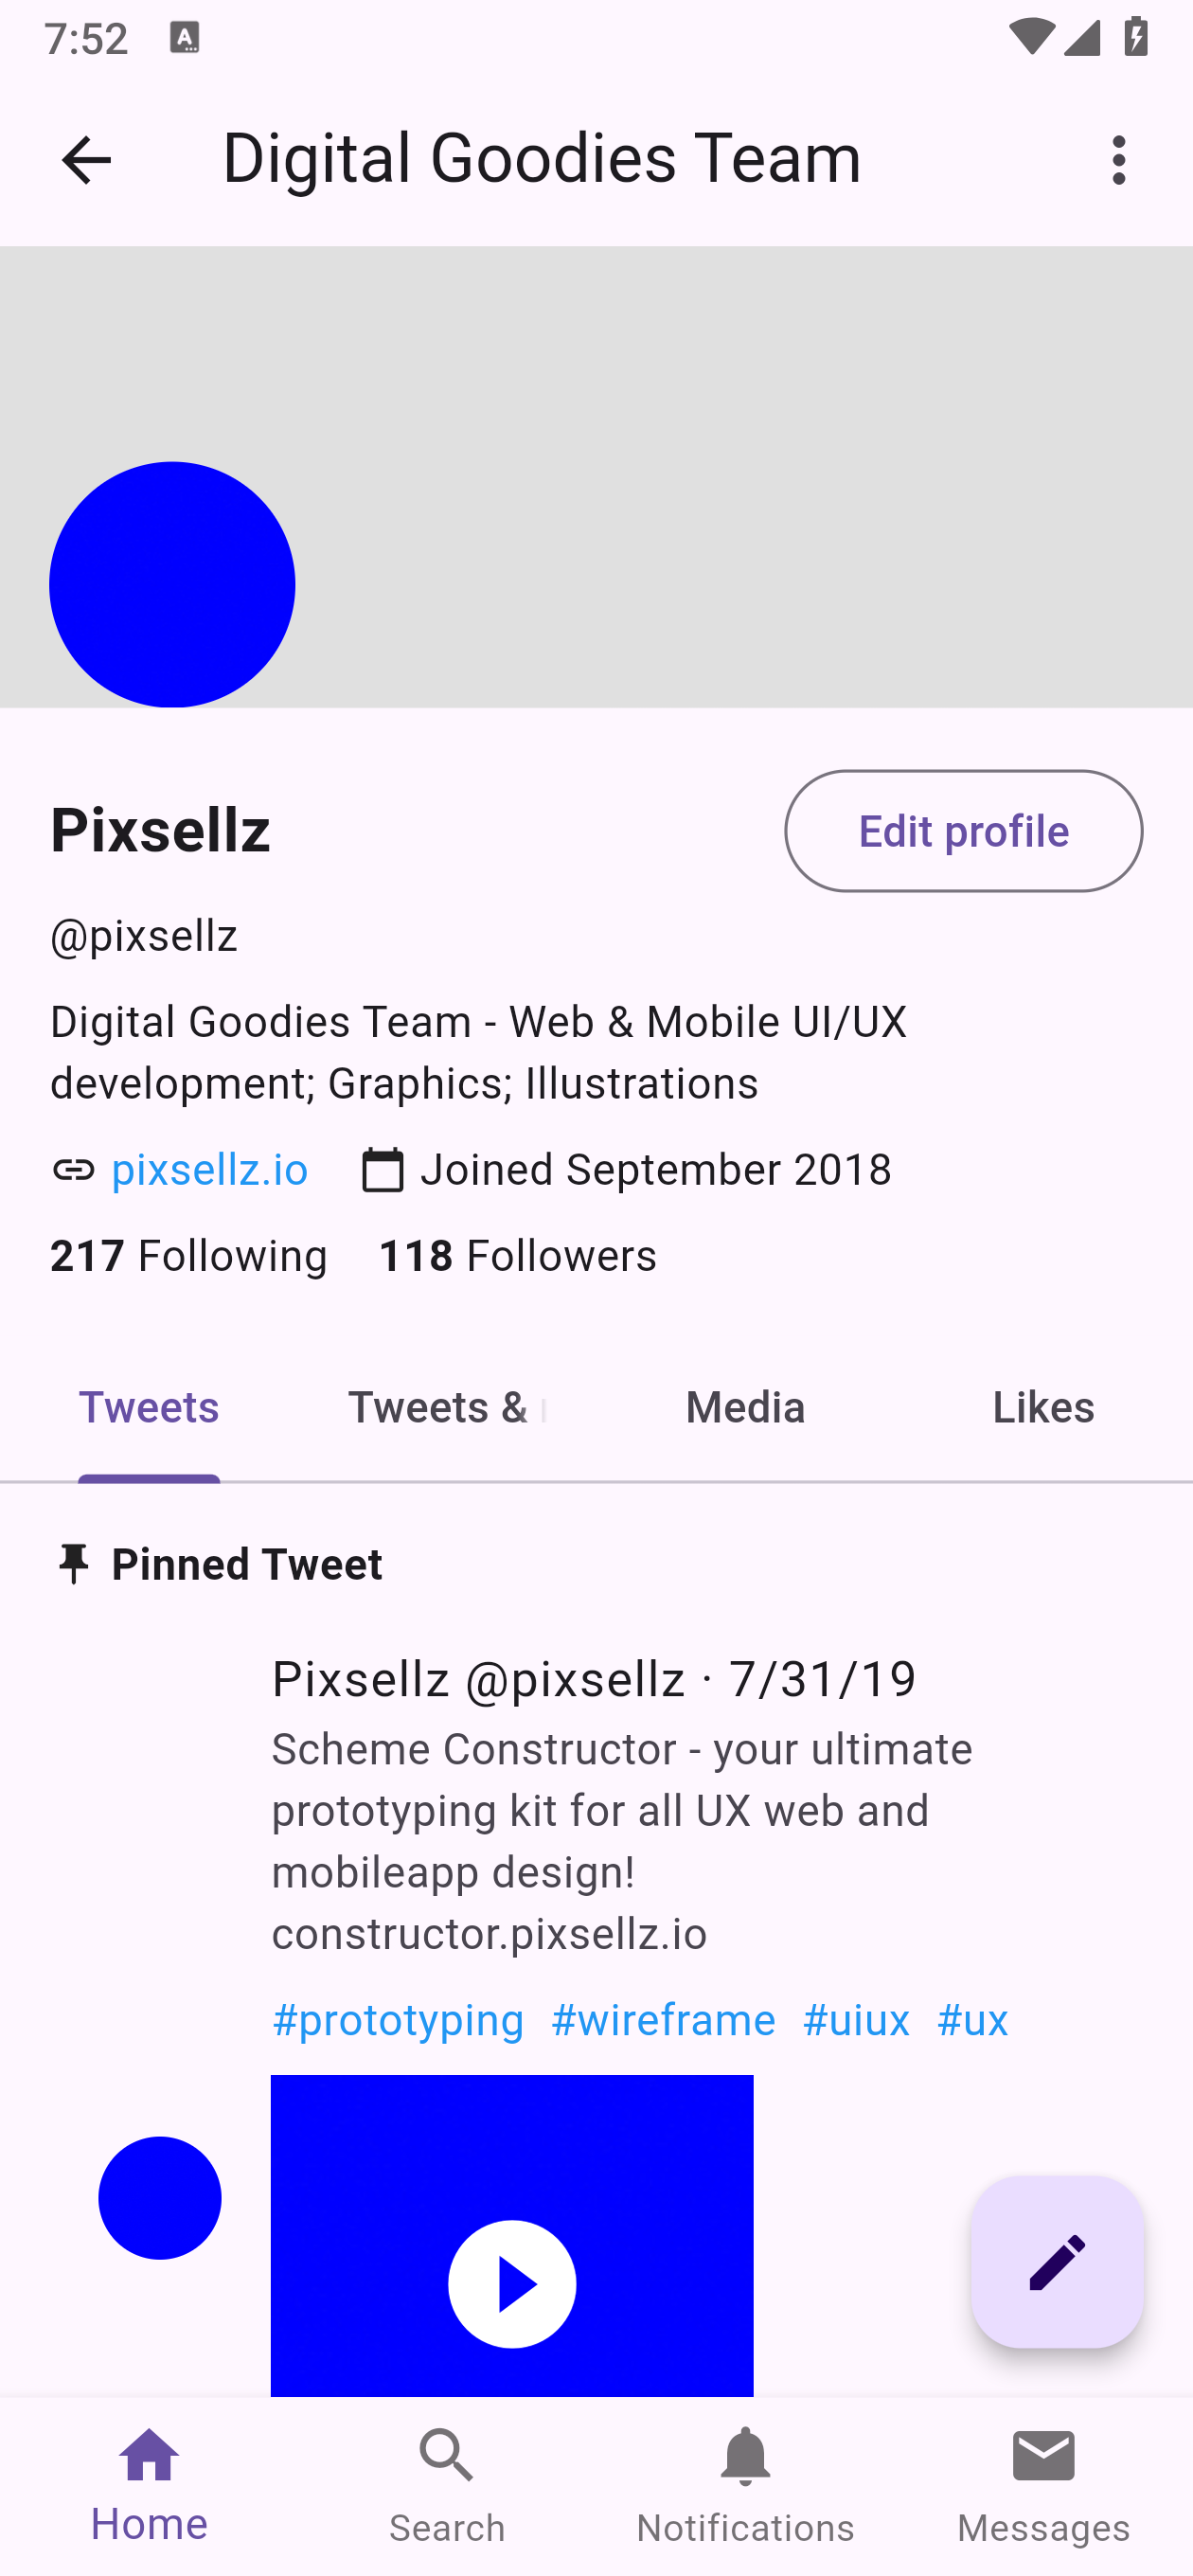 7:52
Digital Goodies Team
Pixsellz
Edit profile
@pixsellz
Digital Goodies Team - Web & Mobile UI/UX
development; Graphics; Illustrations
pixsellz.io Joined September 2018
217 Following 118 Followers
Tweets Tweets & Media Likes
Pinned Tweet
Pixsellz @pixsellz · 7/31/19
Scheme Constructor - your ultimate
prototyping kit for all UX web and
mobileapp design!
constructor.pixsellz.io
#prototyping #wireframe #uiux #ux
Home Search Notifications Messages